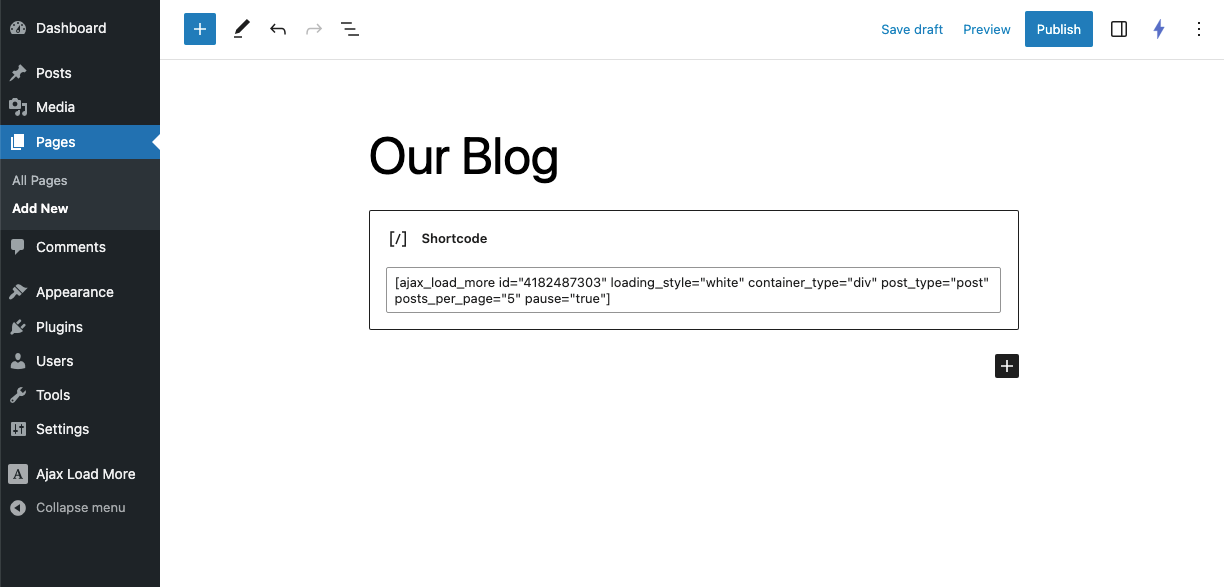 Dashboard
Posts
Media
Pages
All Pages
Add New
Comments
Appearance
Plugins
Users
Tools
Settings
A Ajax Load More
Collapse menu
Save draft Preview Publish
Our Blog
[/] Shortcode
[ajax_load_more id="4182487303" loading_style="white" container_type="div" post_type="post"
posts_per_page="5" pause="true"]